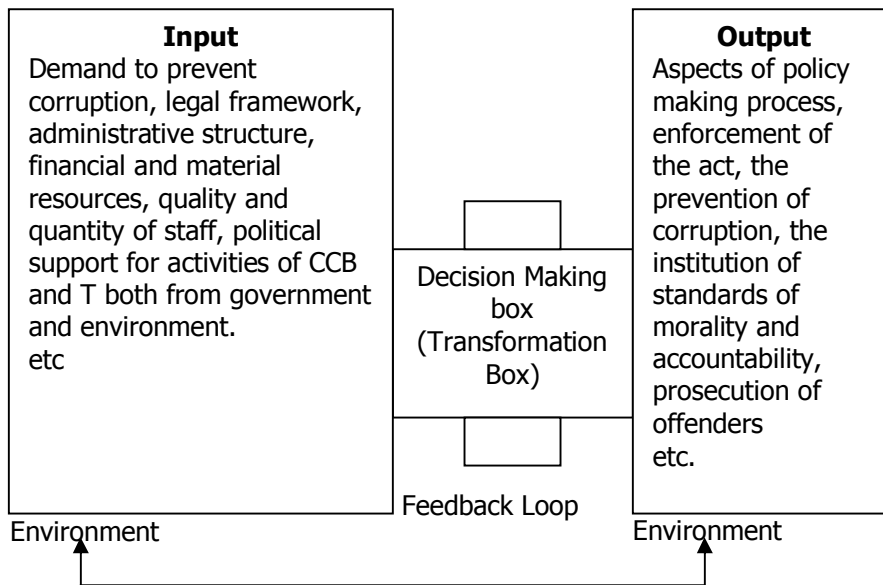 Input
Demand to prevent
corruption, legal framework,
administrative structure,
financial and material
resources, quality and
quantity of staff, political
support for activities of CCB
and T both from government
and environment.
etc
Decision Making
box
(Transformation
Box)
Output
Aspects of policy
making process,
enforcement of
the act, the
prevention of
corruption, the
institution of
standards of
morality and
accountability,
prosecution of
offenders
etc.
Feedback Loop
Environment
Environment